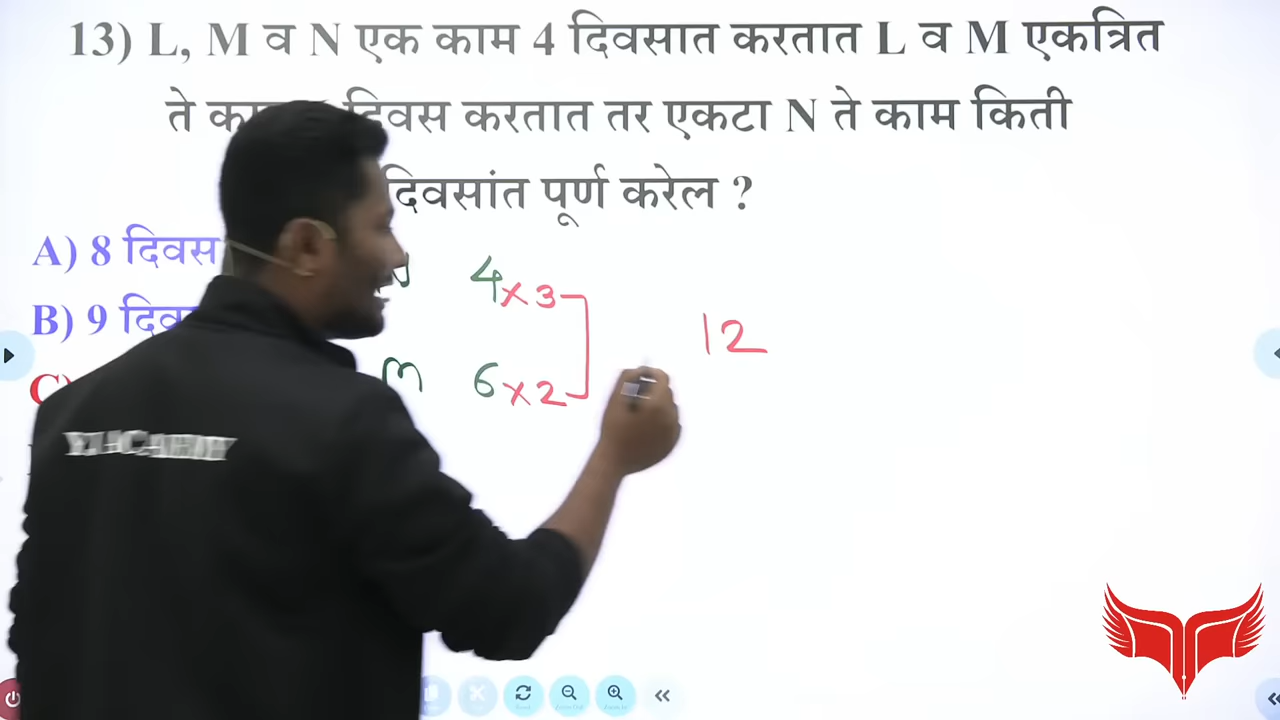 13) L, M व N एक काम 4 दिवसात करतात L व M एकत्रित
ते दिवस करतात तर एकटा N ते काम किती
दिवसांत पूर्ण करेल ?
A) 8 दिवस
B) 9
C)
4 × 3
12
M 6 × 2